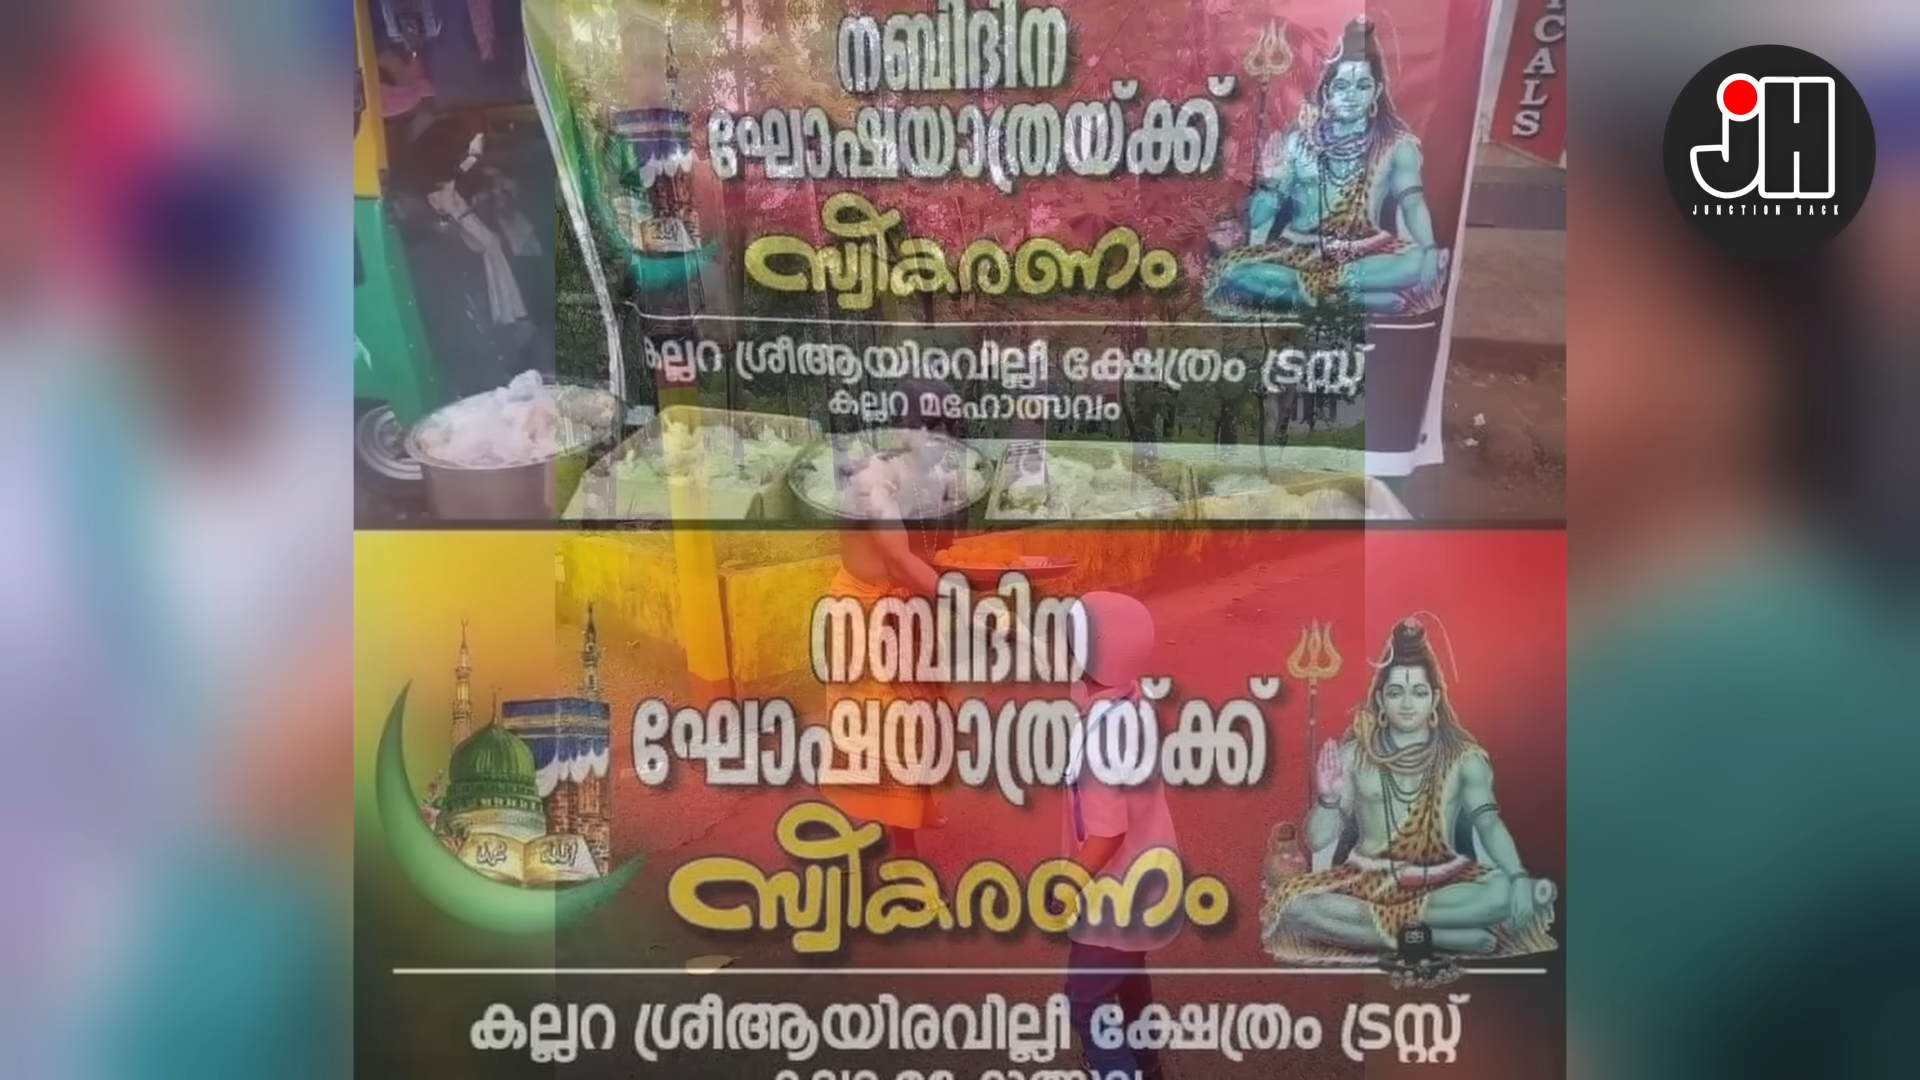 നബിദിന
ഘോഷയാത്രയ്ക്ക്
സ്വീകരണം
കല്ലറ ശ്രീആയിരവില്ലീ ക്ഷേത്രം ട്രസ്റ്റ്
കല്ലറ മഹോത്സവം
CALS
JH
JUNCTION HACK
നബിദിന
ഘോഷയാത്രയ്ക്ക്
സ്വീകരണം
കല്ലറ ശ്രീആയിരവില്ലീ ക്ഷേത്രം ട്രസ്റ്റ്